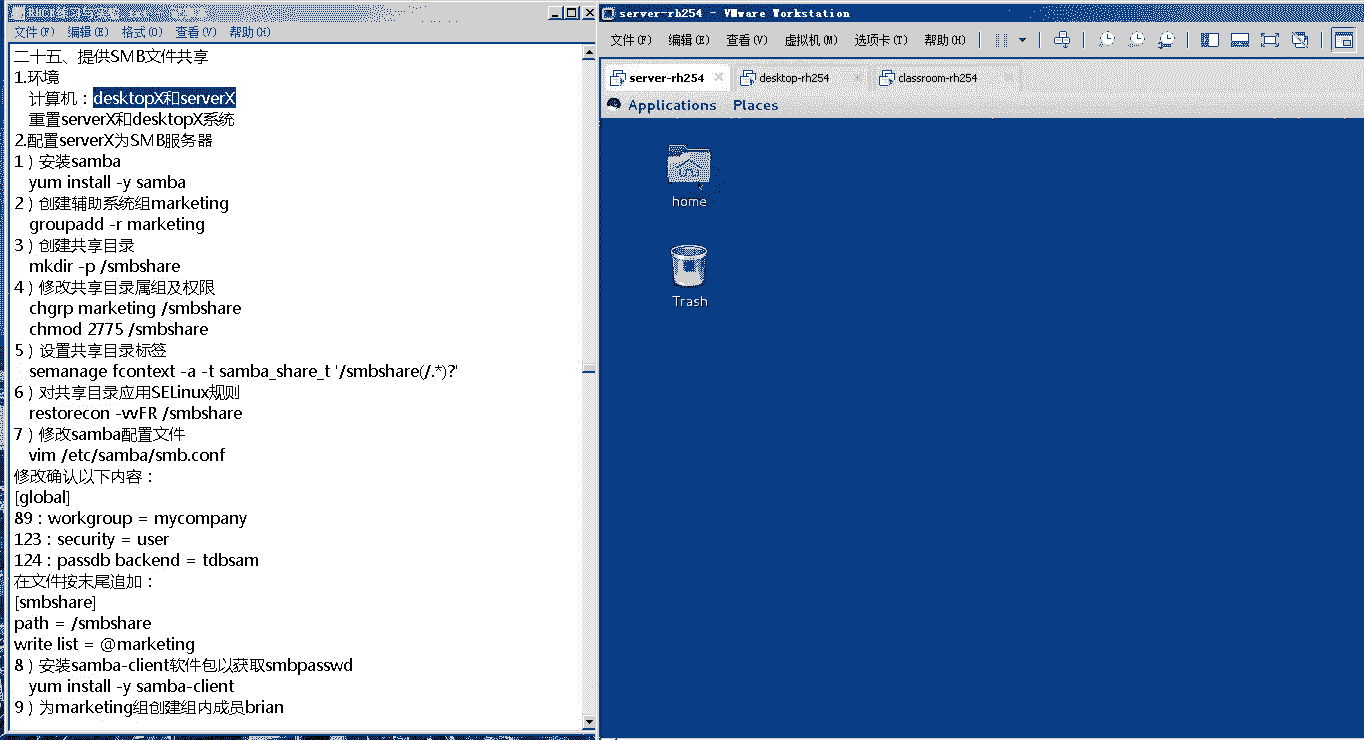 文件(F) 编辑(E) 格式(O) 查看(V) 帮助(H)
二十五、提供SMB文件共享
1.环境
计算机：desktopX和serverX
重置serverX和desktopX系统
2.配置serverX为SMB服务器
1）安装samba
yum install -y samba
2）创建辅助系统组marketing
groupadd -r marketing
3）创建共享目录
mkdir -p /smbshare
4）修改共享目录属组及权限
chgrp marketing /smbshare
chmod 2775 /smbshare
5）设置共享目录标签
semanage fcontext -a -t samba_share_t '/smbshare(/.*)?'
6）对共享目录应用SELinux规则
restorecon -vvFR /smbshare
7）修改samba配置文件
vim /etc/samba/smb.conf
修改确认以下内容：
[global]
89：workgroup = mycompany
123：security = user
124：passdb backend = tdbsam
在文件按末尾追加：
[smbshare]
path = /smbshare
write list = @marketing
8）安装samba-client软件包以获取smbpasswd
yum install -y samba-client
9）为marketing组创建组内成员brian
server-rh254 - VMware Workstation
文件(F) 编辑(E) 查看(V) 虚拟机(M) 选项卡(T) 帮助(H)
server-rh254 desktop-rh254 classroom-rh254
Applications Places
home
Trash